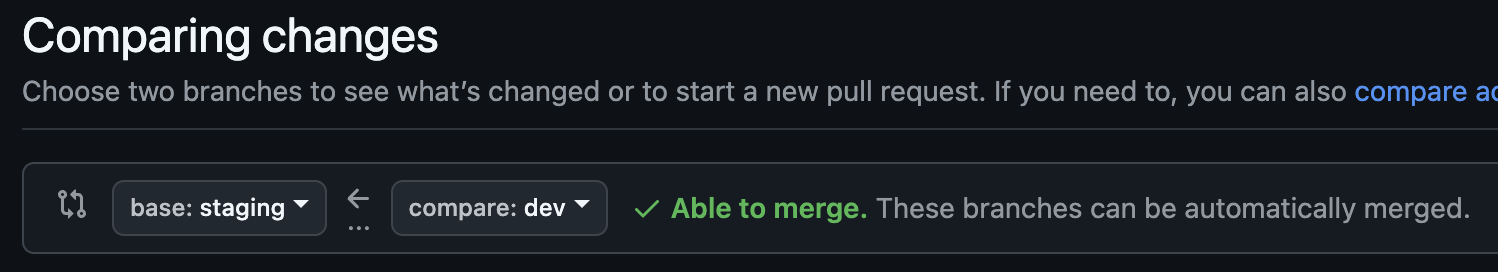 Comparing changes
Choose two branches to see what’s changed or to start a new pull request. If you need to, you can also compare
base: staging ... compare: dev Able to merge. These branches can be automatically merged.